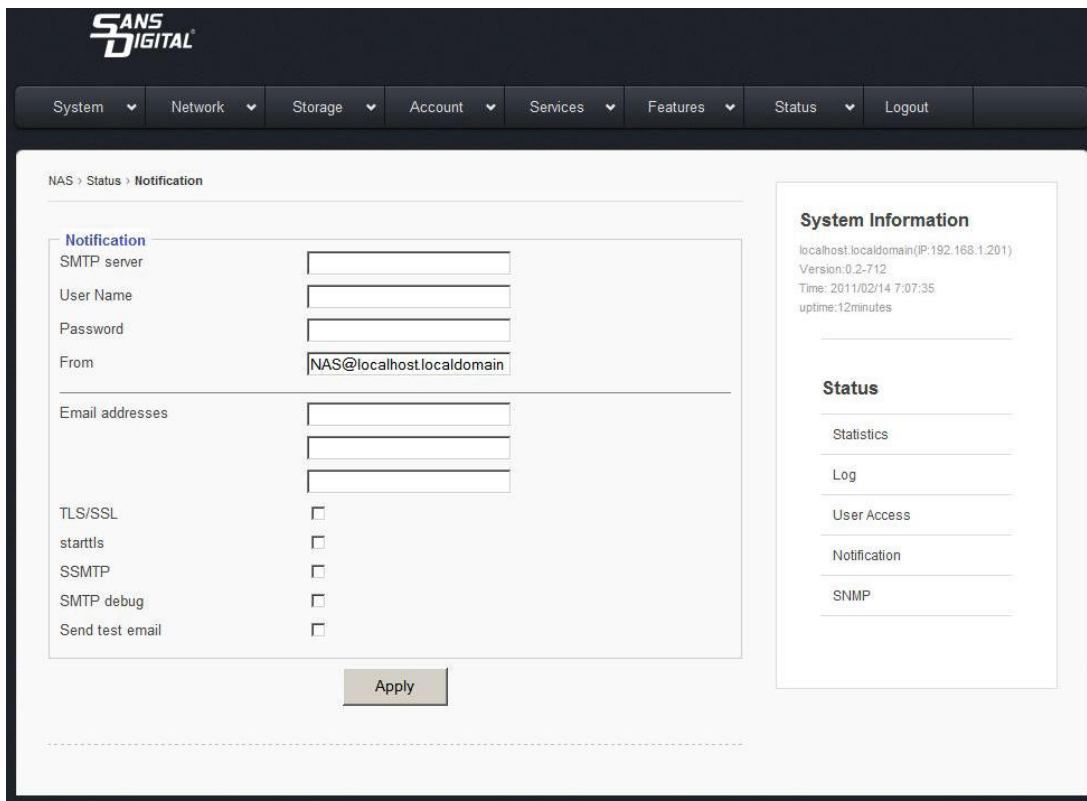 SANS DIGITAL
System Network Storage Account Services Features Status Logout
NAS › Status › Notification
Notification
SMTP server
User Name
Password
From NAS@localhost.localdomain
Email addresses
TLS/SSL
starttls
SSMTP
SMTP debug
Send test email
Apply
System Information
localhost.localdomain(IP:192.168.1.201)
Version:0.2-712
Time: 2011/02/14 7:07:35
uptime:12minutes
Status
Statistics
Log
User Access
Notification
SNMP